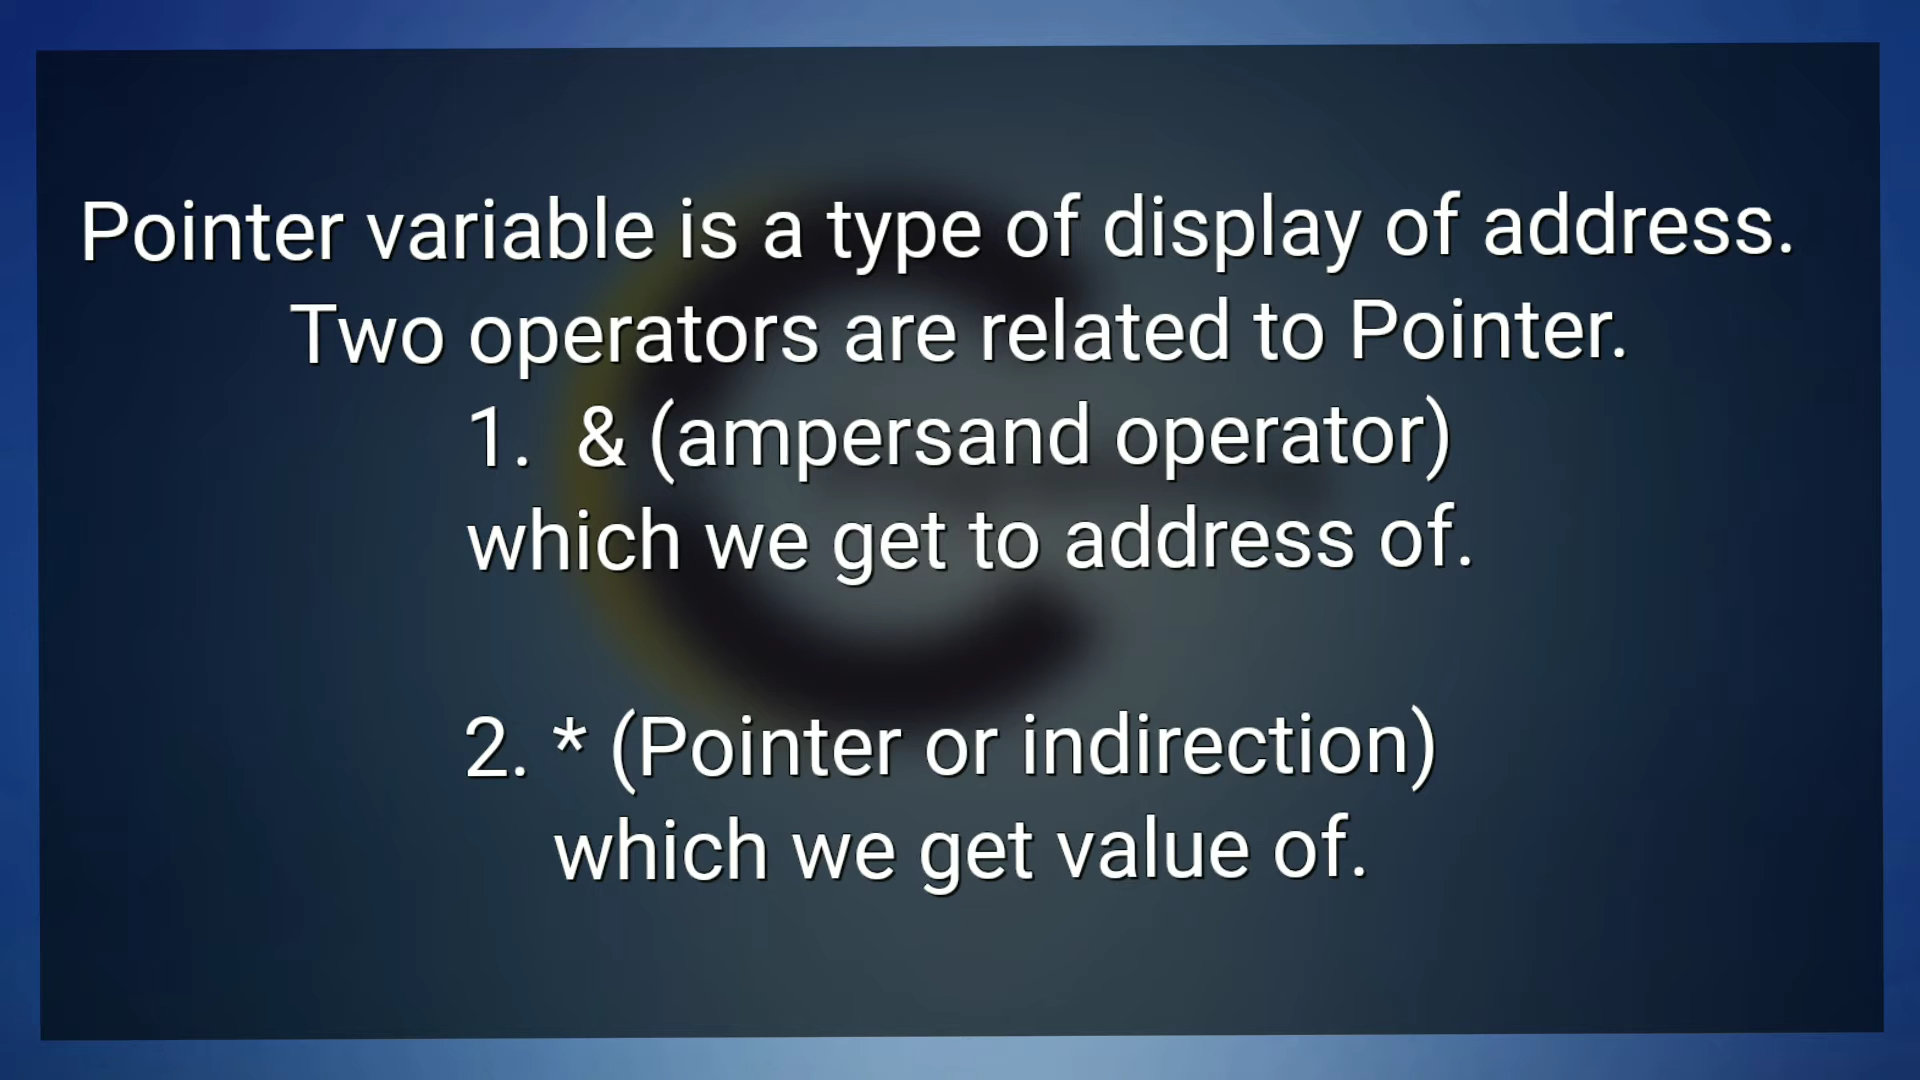 Pointer variable is a type of display of address.
Two operators are related to Pointer.
1. & (ampersand operator)
which we get to address of.
2. * (Pointer or indirection)
which we get value of.